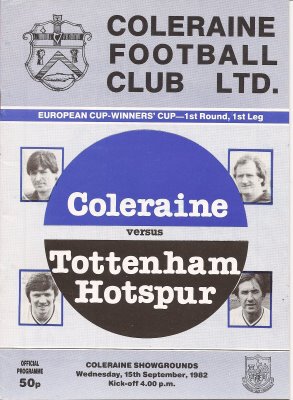 COLERAINE
FOOTBALL
CLUB LTD.
EUROPEAN CUP-WINNERS' CUP—1st Round, 1st Leg
Coleraine
versus
Tottenham
Hotspur
OFFICIAL
PROGRAMME
50p
COLERAINE SHOWGROUNDS
Wednesday, 15th September, 1982
Kick-off 4.00 p.m.